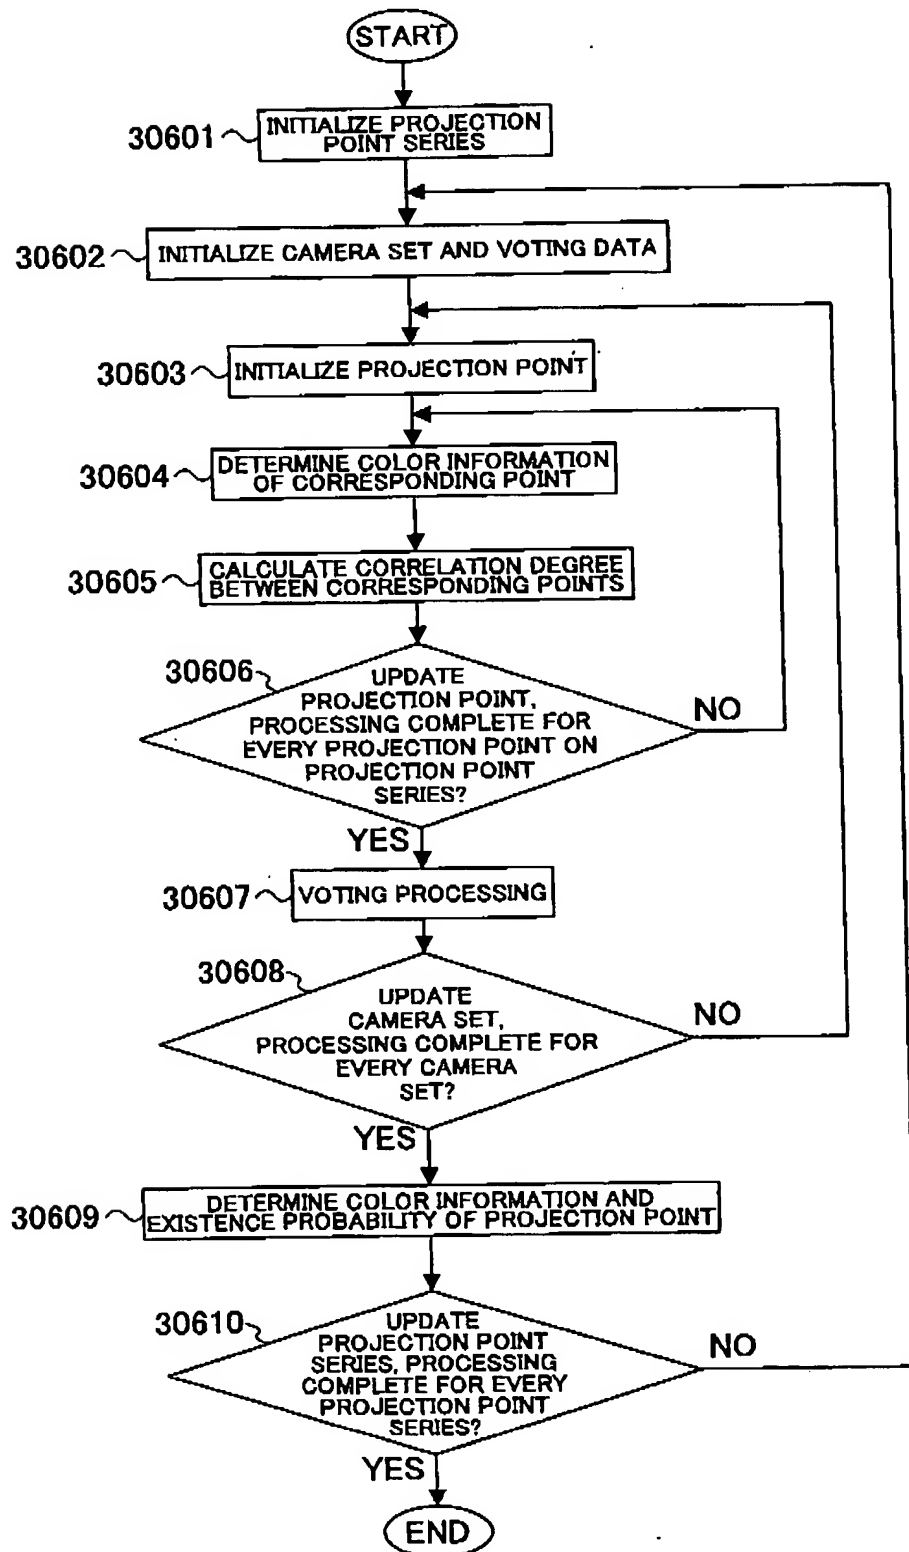 START
30601
INITIALIZE PROJECTION
POINT SERIES
30602
INITIALIZE CAMERA SET AND VOTING DATA
30603
INITIALIZE PROJECTION POINT
30604
DETERMINE COLOR INFORMATION
OF CORRESPONDING POINT
30605
CALCULATE CORRELATION DEGREE
BETWEEN CORRESPONDING POINTS
30606
UPDATE
PROJECTION POINT,
PROCESSING COMPLETE FOR
EVERY PROJECTION POINT ON
PROJECTION POINT
SERIES?
NO
YES
30607
VOTING PROCESSING
30608
UPDATE
CAMERA SET,
PROCESSING COMPLETE FOR
EVERY CAMERA
SET?
NO
YES
30609
DETERMINE COLOR INFORMATION AND
EXISTENCE PROBABILITY OF PROJECTION POINT
30610
UPDATE
PROJECTION POINT
SERIES, PROCESSING
COMPLETE FOR EVERY
PROJECTION POINT
SERIES?
NO
YES
END